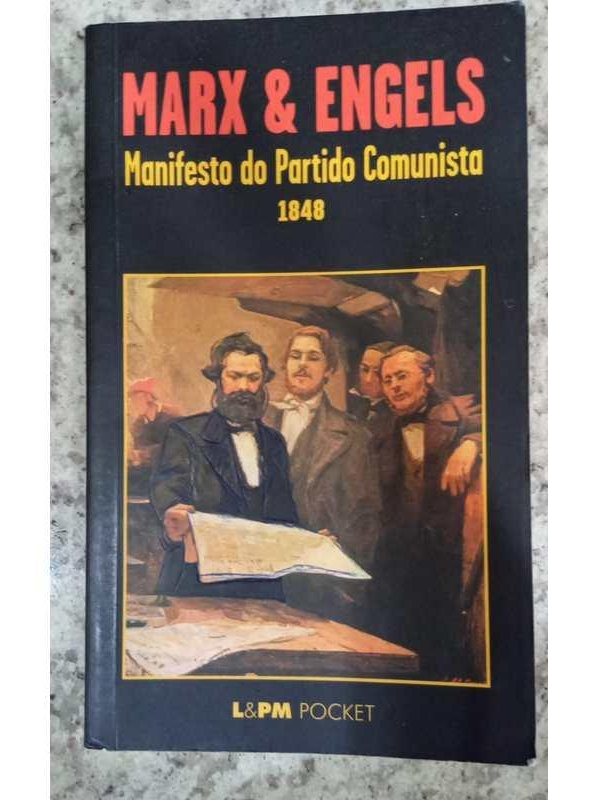 MARX & ENGELS
Manifesto do Partido Comunista
1848
L&PM POCKET